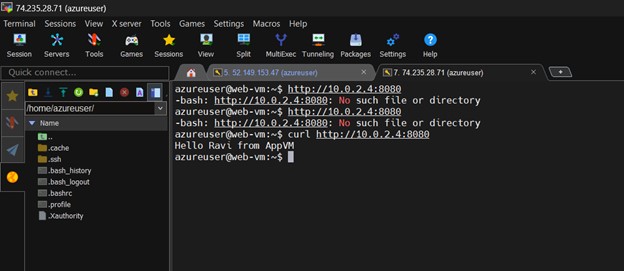 74.235.28.71 (azureuser)
Terminal Sessions View X server Tools Games Settings Macros Help
Session Servers Tools Games Sessions View Split MultiExec Tunneling Packages Settings Help
Quick connect...
5. 52.149.153.47 (azureuser)
7. 74.235.28.71 (azureuser)
/home/azureuser/
Name
..
.cache
.ssh
.bash_history
.bash_logout
.bashrc
.profile
.Xauthority
azureuser@web-vm:~$ http://10.0.2.4:8080
-bash: http://10.0.2.4:8080: No such file or directory
azureuser@web-vm:~$ http://10.0.2.4:8080
-bash: http://10.0.2.4:8080: No such file or directory
azureuser@web-vm:~$ curl http://10.0.2.4:8080
Hello Ravi from AppVM
azureuser@web-vm:~$